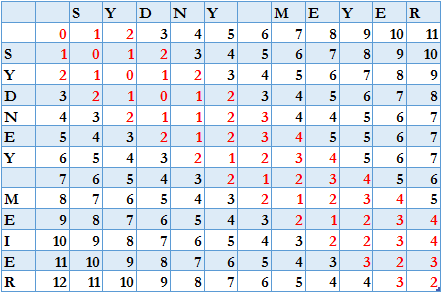 S Y D N Y M E Y E R
0 1 2 3 4 5 6 7 8 9 10 11
S 1 0 1 2 3 4 5 6 7 8 9 10
Y 2 1 0 1 2 3 4 5 6 7 8 9
D 3 2 1 0 1 2 3 4 5 6 7 8
N 4 3 2 1 1 2 3 4 4 5 6 7
E 5 4 3 2 1 2 3 4 5 5 6 7
Y 6 5 4 3 2 1 2 3 4 5 6 7
7 6 5 4 3 2 1 2 3 4 5 6
M 8 7 6 5 4 3 2 1 2 3 4 5
E 9 8 7 6 5 4 3 2 1 2 3 4
I 10 9 8 7 6 5 4 3 2 2 3 4
E 11 10 9 8 7 6 5 4 3 3 2 3
R 12 11 10 9 8 7 6 5 4 4 3 2